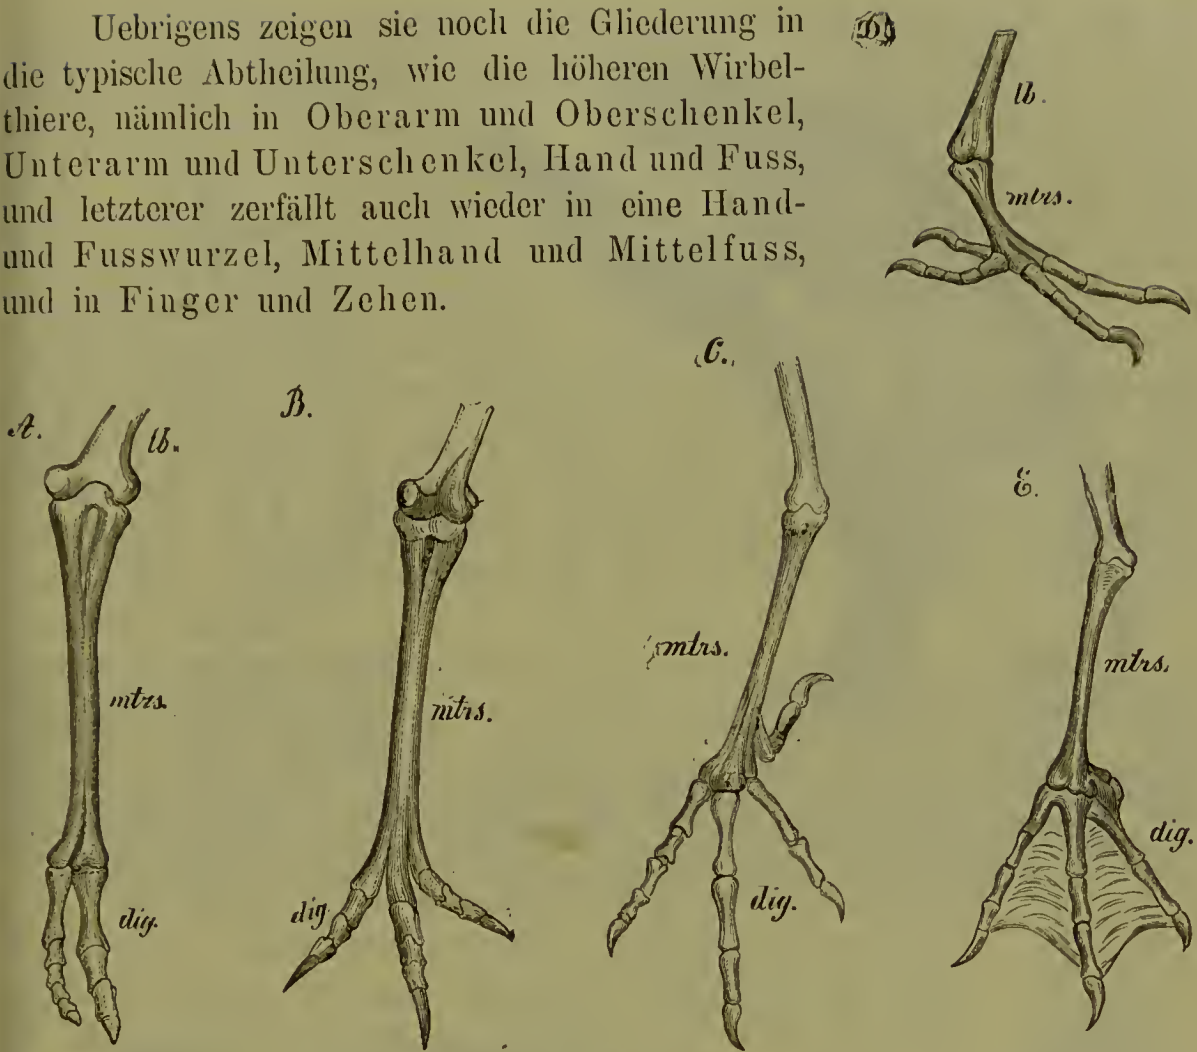 Uebrigens zeigen sie noch die Gliederung in
die typische Abtheilung, wie die höheren Wirbel-
thiere, nämlich in Oberarm und Oberschenkel,
Unterarm und Unterschenkel, Hand und Fuss,
und letzterer zerfällt auch wieder in eine Hand-
und Fusswurzel, Mittelhand und Mittelfuss,
und in Finger und Zehen.
D.
tb.
mtrs.
A.
tb.
mtrs.
dig.
B.
mtrs.
dig.
C.
mtrs.
dig.
E.
mtrs.
dig.